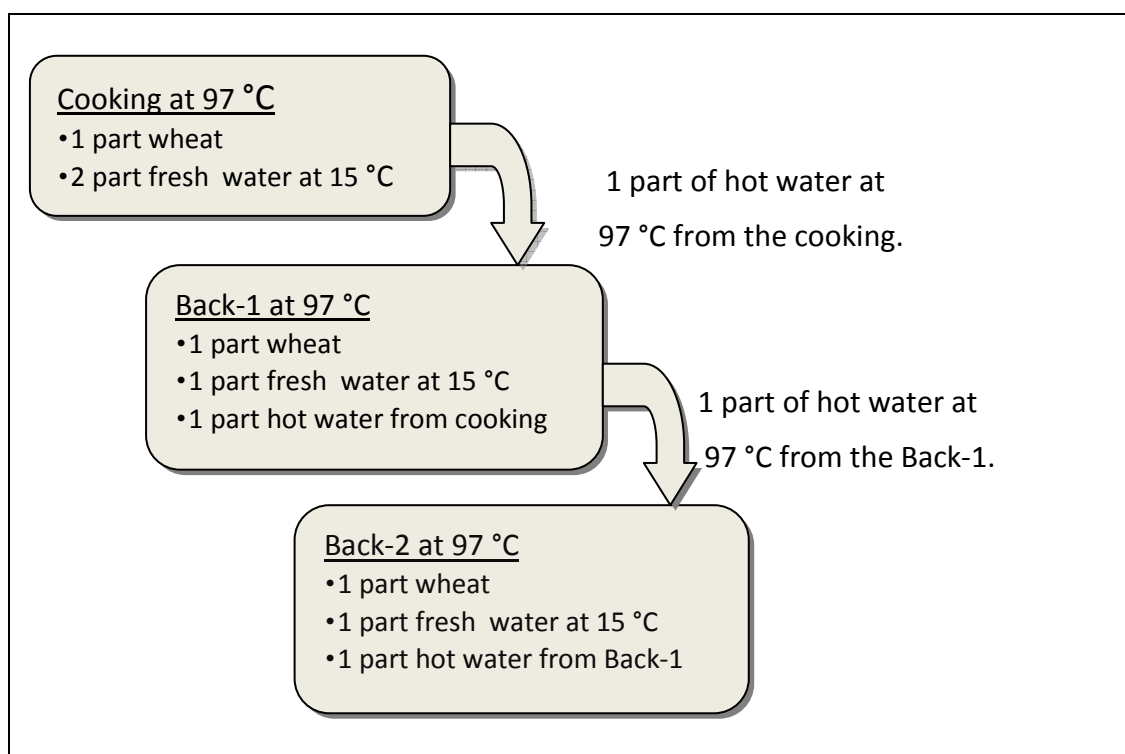 Cooking at 97 °C
•1 part wheat
•2 part fresh water at 15 °C
1 part of hot water at
97 °C from the cooking.
Back-1 at 97 °C
•1 part wheat
•1 part fresh water at 15 °C
•1 part hot water from cooking
1 part of hot water at
97 °C from the Back-1.
Back-2 at 97 °C
•1 part wheat
•1 part fresh water at 15 °C
•1 part hot water from Back-1